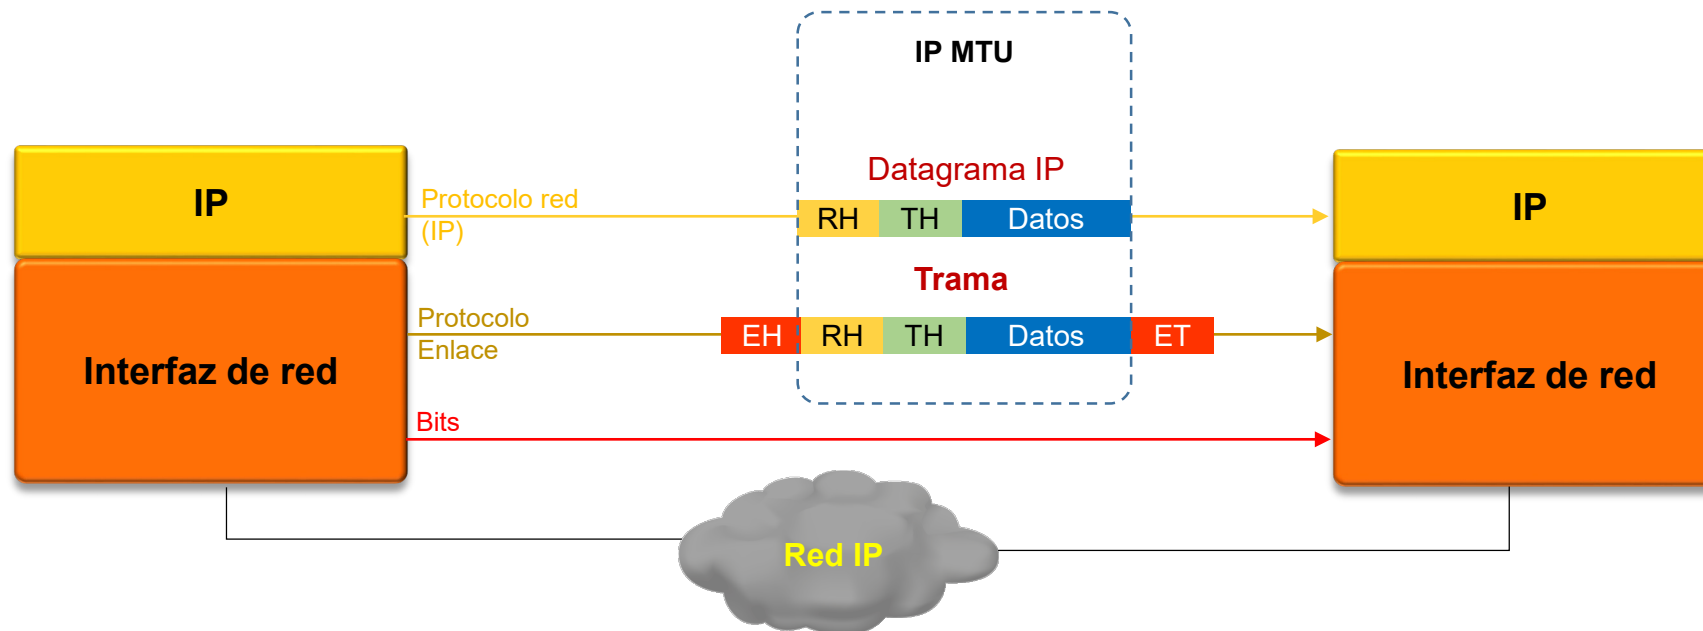 IP MTU
Datagrama IP
IP
Protocolo red
(IP)
RH TH Datos
IP
Trama
Protocolo
Enlace
EH RH TH Datos ET
Interfaz de red
Interfaz de red
Bits
Red IP